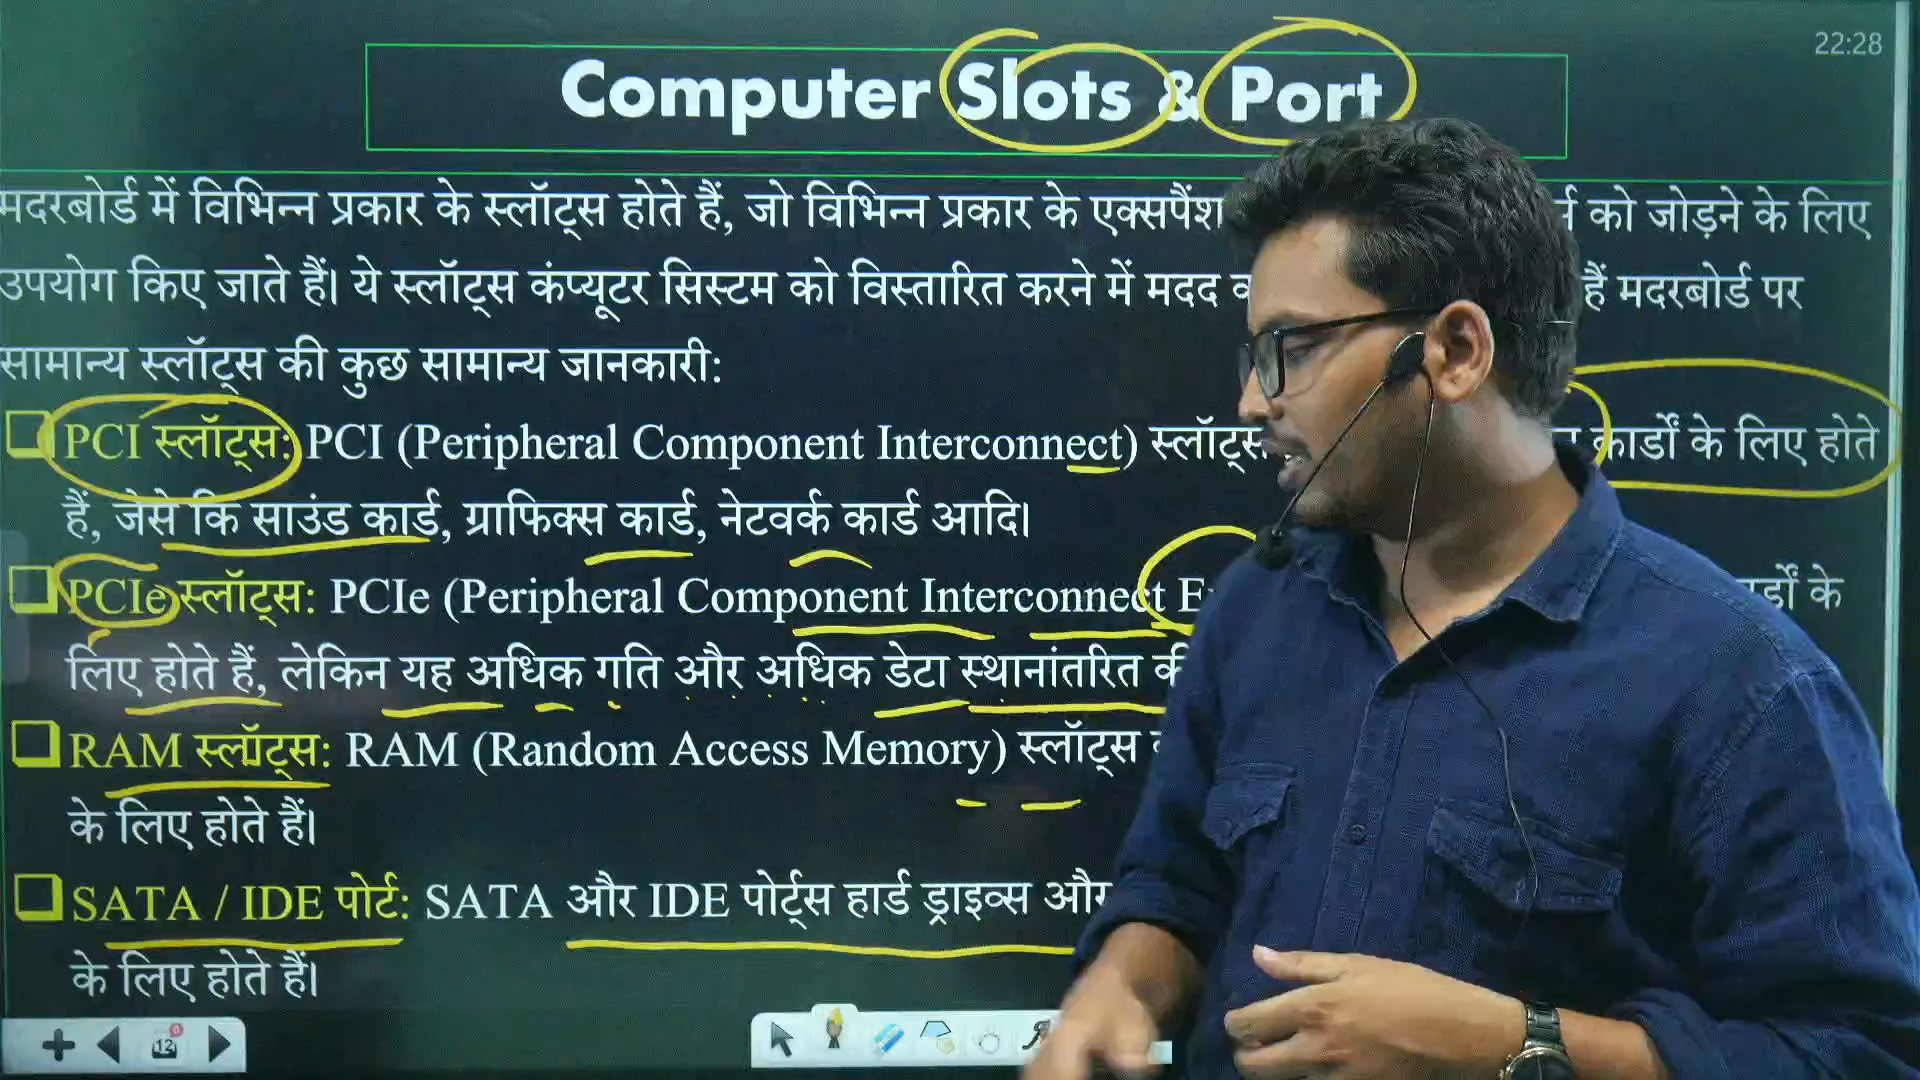 22:28
Computer Slots & Port
मदरबोर्ड में विभिन्न प्रकार के स्लॉट्स होते हैं, जो विभिन्न प्रकार के को जोड़ने के लिए
उपयोग किए जाते हैं। ये स्लॉट्स कंप्यूटर सिस्टम को विस्तारित करने में मदद हैं मदरबोर्ड पर
सामान्य स्लॉट्स की कुछ सामान्य जानकारी:
PCI स्लॉट्स: PCI (Peripheral Component Interconnect) स्लॉट्स कार्डों के लिए होते
हैं, जेसे कि साउंड कार्ड, ग्राफिक्स कार्ड, नेटवर्क कार्ड आदि।
PCIe स्लॉट्स: PCIe (Peripheral Component Interconnect के
लिए होते हैं, लेकिन यह अधिक गति और अधिक डेटा स्थानांतरित
RAM स्लॉट्स: RAM (Random Access Memory) स्लॉट्स
के लिए होते हैं।
SATA / IDE पोर्ट: SATA और IDE पोर्ट्स हार्ड ड्राइव्स और
के लिए होते हैं।
12